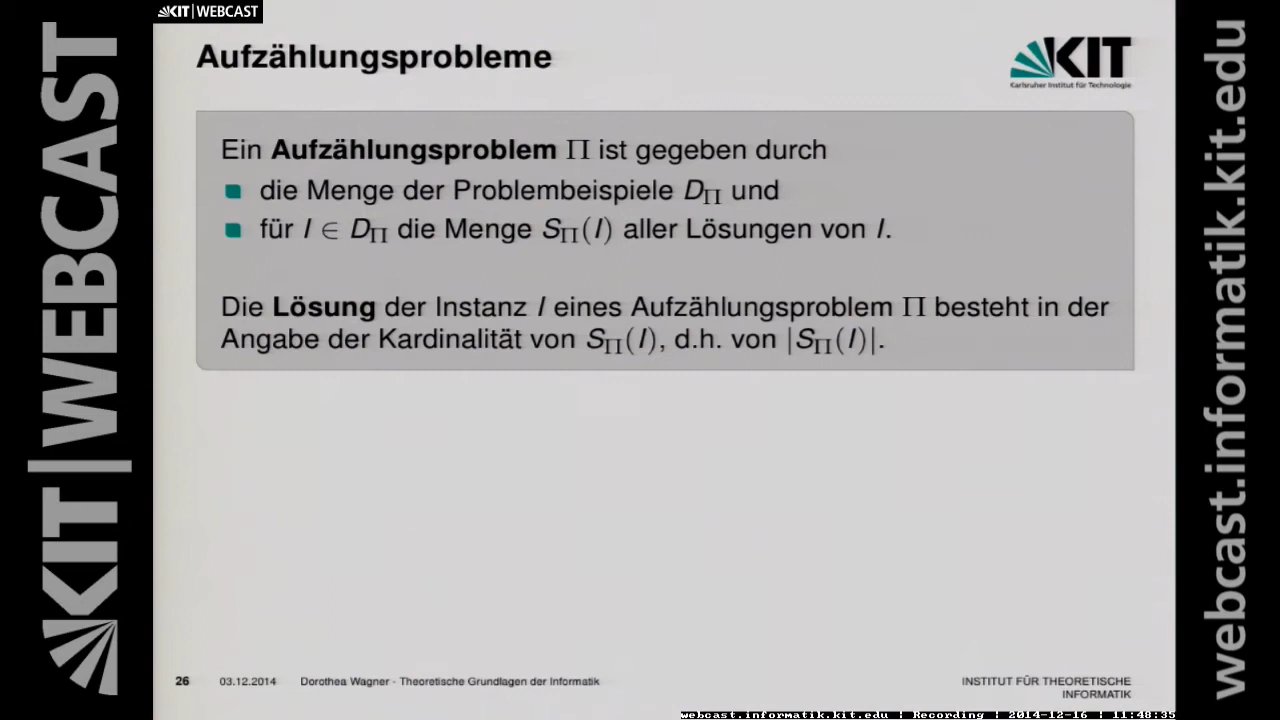 KIT | WEBCAST
Aufzählungsprobleme
KIT
Karlsruher Institut für Technologie
Ein Aufzählungsproblem Π ist gegeben durch
die Menge der Problembeispiele D_Π und
für I ∈ D_Π die Menge S_Π(I) aller Lösungen von I.
Die Lösung der Instanz I eines Aufzählungsproblem Π besteht in der
Angabe der Kardinalität von S_Π(I), d.h. von |S_Π(I)|.
26 03.12.2014 Dorothea Wagner - Theoretische Grundlagen der Informatik
INSTITUT FÜR THEORETISCHE
INFORMATIK
webcast.informatik.kit.edu | Recording | 2014-12-16 | 11:48:35
KIT | WEBCAST
webcast.informatik.kit.edu